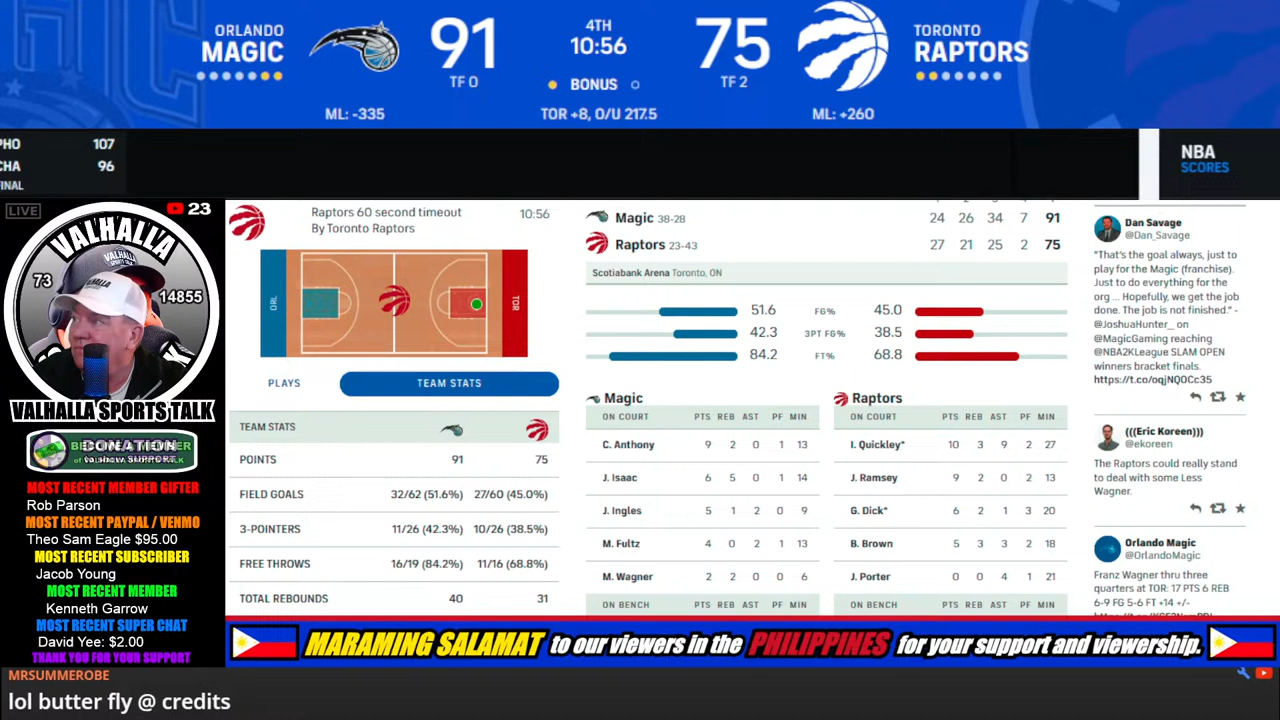 ORLANDO
MAGIC
91
TF 0
4TH
10:56
BONUS
75
TF 2
TORONTO
RAPTORS
ML: -335
TOR +8, O/U 217.5
ML: +260
PHO 107
CHA 96
FINAL
NBA
SCORES
LIVE
23
VALHALLA
73
14855
VALHALLA SPORTS TALK
DONATION
MOST RECENT MEMBER GIFTER
Rob Parson
MOST RECENT PAYPAL / VENMO
Theo Sam Eagle $95.00
MOST RECENT SUBSCRIBER
Jacob Young
MOST RECENT MEMBER
Kenneth Garrow
MOST RECENT SUPER CHAT
David Yee: $2.00
THANK YOU FOR YOUR SUPPORT
Raptors 60 second timeout
By Toronto Raptors
10:56
ORL
TOR
PLAYS
TEAM STATS
TEAM STATS
POINTS 91 75
FIELD GOALS 32/62 (51.6%) 27/60 (45.0%)
3-POINTERS 11/26 (42.3%) 10/26 (38.5%)
FREE THROWS 16/19 (84.2%) 11/16 (68.8%)
TOTAL REBOUNDS 40 31
Magic 38-28 24 26 34 7 91
Raptors 23-43 27 21 25 2 75
Scotiabank Arena Toronto, ON
51.6 FG% 45.0
42.3 3PT FG% 38.5
84.2 FT% 68.8
Magic
ON COURT PTS REB AST PF MIN
C. Anthony 9 2 0 1 13
J. Isaac 6 5 0 1 14
J. Ingles 5 1 2 0 9
M. Fultz 4 0 2 1 13
M. Wagner 2 2 0 0 6
ON BENCH PTS REB AST PF MIN
Raptors
ON COURT PTS REB AST PF MIN
I. Quickley* 10 3 9 2 27
J. Ramsey 9 2 0 2 13
G. Dick* 6 2 1 3 20
B. Brown 5 3 3 2 18
J. Porter 0 0 4 1 21
ON BENCH PTS REB AST PF MIN
Dan Savage
@Dan_Savage
"That's the goal always, just to
play for the Magic (franchise).
Just to do everything for the
org ... Hopefully, we get the job
done. The job is not finished." -
@JoshuaHunter_ on
@MagicGaming reaching
@NBA2KLeague SLAM OPEN
winners bracket finals.
https://t.co/oqjNQOCc35
(((Eric Koreen)))
@ekoreen
The Raptors could really stand
to deal with some Less
Wagner.
Orlando Magic
@OrlandoMagic
Franz Wagner thru three
quarters at TOR: 17 PTS 6 REB
6-9 FG 5-6 FT +14 +/-
MARAMING SALAMAT to our viewers in the PHILIPPINES for your support and viewership.
MRSUMMEROBE
lol butter fly @ credits